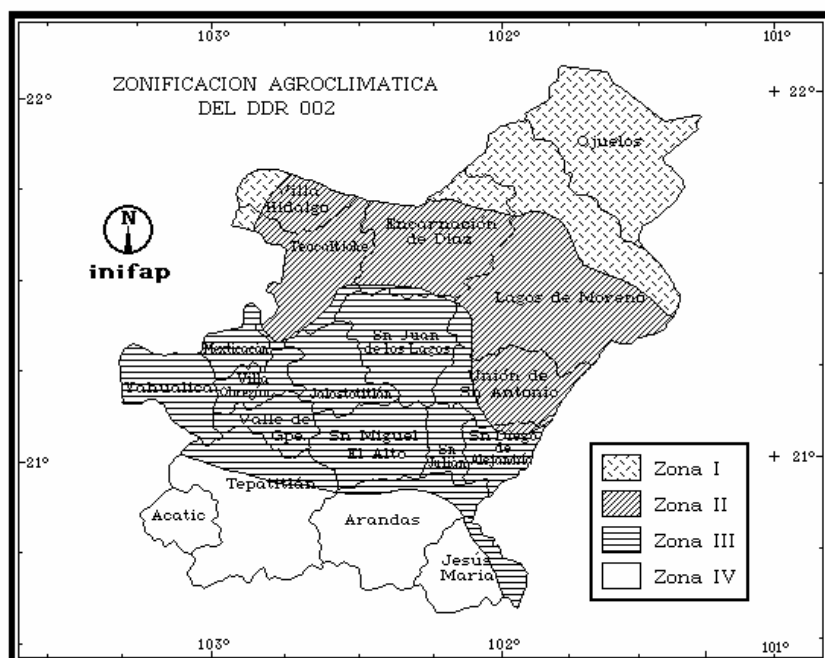 103°
102°
101°
ZONIFICACION AGROCLIMATICA
DEL DDR 002
22°
22°
Ojuelos
Villa
Hidalgo
Encarnación
de Diaz
Teocaltiche
N
inifap
Lagos de Moreno
Sn Juan
de los Lagos
Mexticacán
Yahualica
Villa
Obregón
Jalostotitlán
Unión de
Sn Antonio
Valle de
Gpe.
Sn Miguel
El Alto
Sn
Julián
Sn Diego
de
Alejandría
21°
21°
Tepatitlán
Acatic
Arandas
Jesús
María
Zona I
Zona II
Zona III
Zona IV
103°
102°
101°